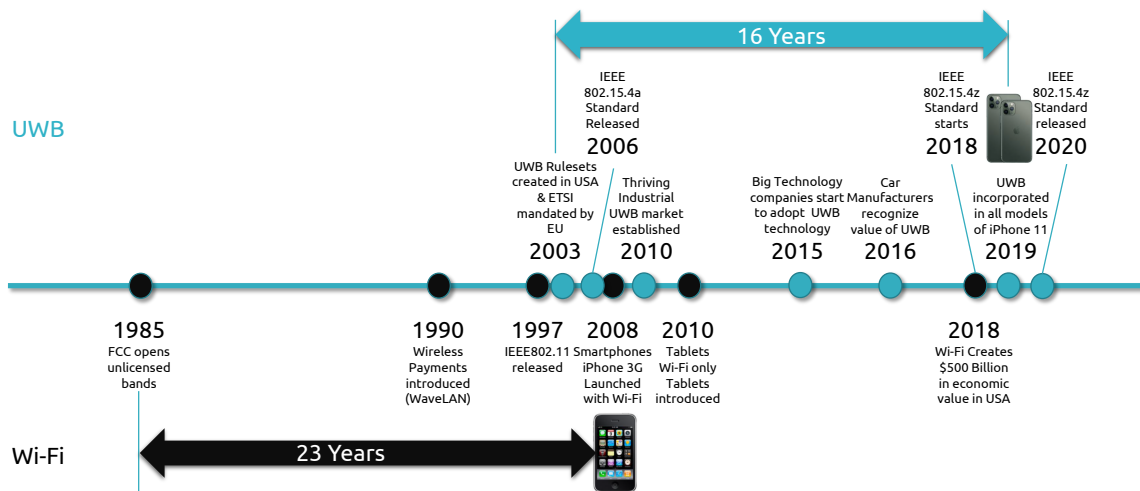 16 Years
UWB
IEEE
802.15.4a
Standard
Released
2006
IEEE
802.15.4z
Standard
starts
2018
IEEE
802.15.4z
Standard
released
2020
UWB Rulesets
created in USA
& ETSI
mandated by
EU
2003
Thriving
Industrial
UWB market
established
2010
Big Technology
companies start
to adopt UWB
technology
2015
Car
Manufacturers
recognize
value of UWB
2016
UWB
incorporated
in all models
of iPhone 11
2019
1985
FCC opens
unlicensed
bands
1990
Wireless
Payments
introduced
(WaveLAN)
1997
IEEE802.11
released
2008
Smartphones
iPhone 3G
Launched
with Wi-Fi
2010
Tablets
Wi-Fi only
Tablets
introduced
2018
Wi-Fi Creates
$500 Billion
in economic
value in USA
Wi-Fi
23 Years